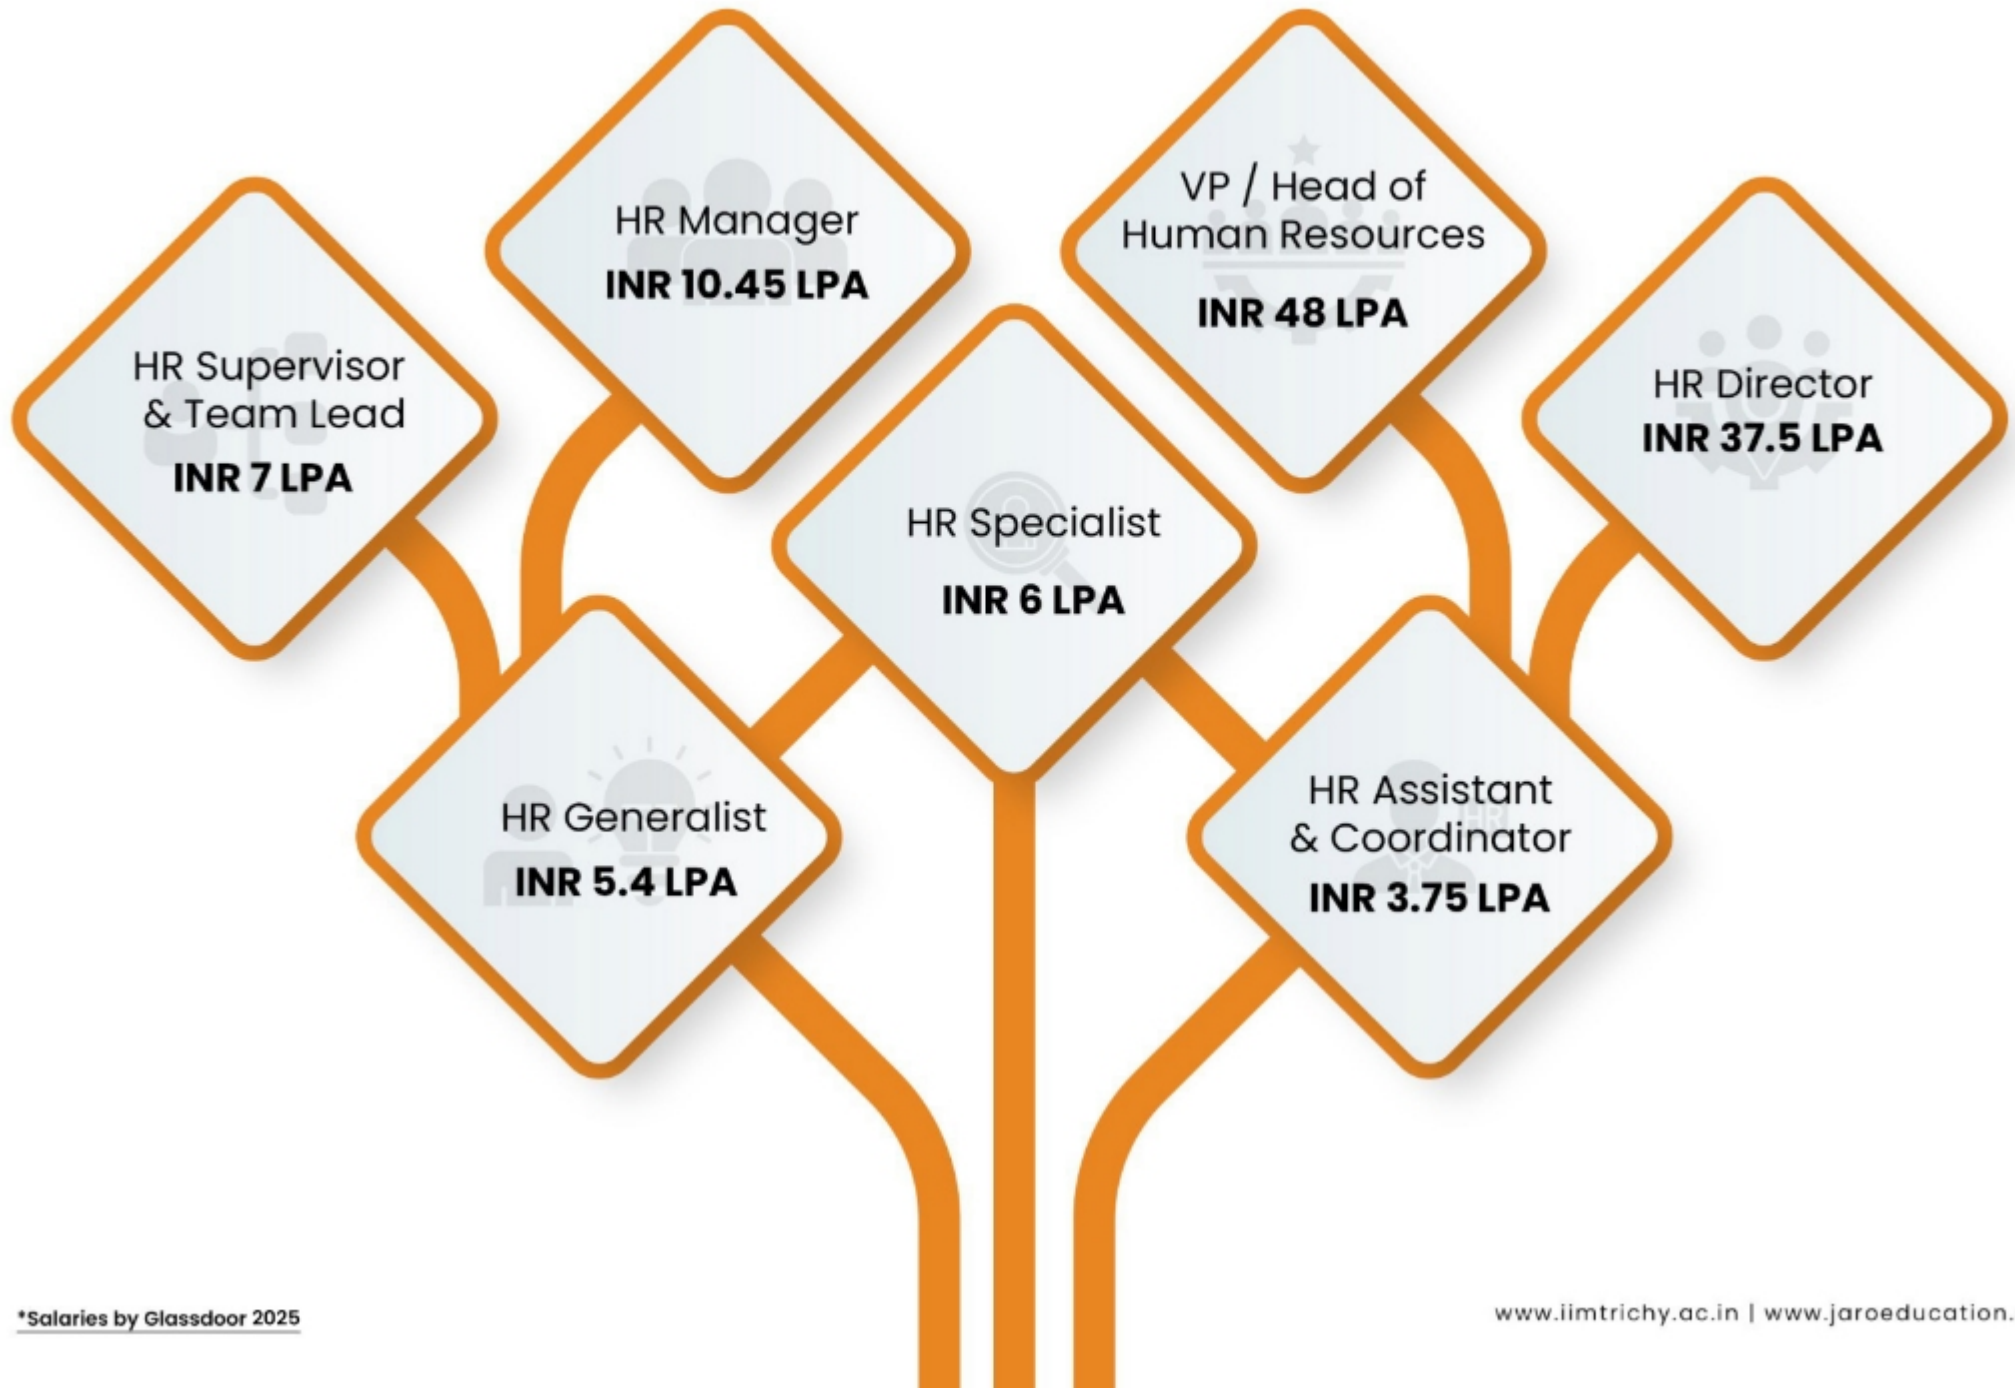 HR Manager
INR 10.45 LPA
VP / Head of
Human Resources
INR 48 LPA
HR Supervisor
& Team Lead
INR 7 LPA
HR Director
INR 37.5 LPA
HR Specialist
INR 6 LPA
HR Generalist
INR 5.4 LPA
HR Assistant
& Coordinator
INR 3.75 LPA
HR
*Salaries by Glassdoor 2025
www.iimtrichy.ac.in | www.jaroeducation.